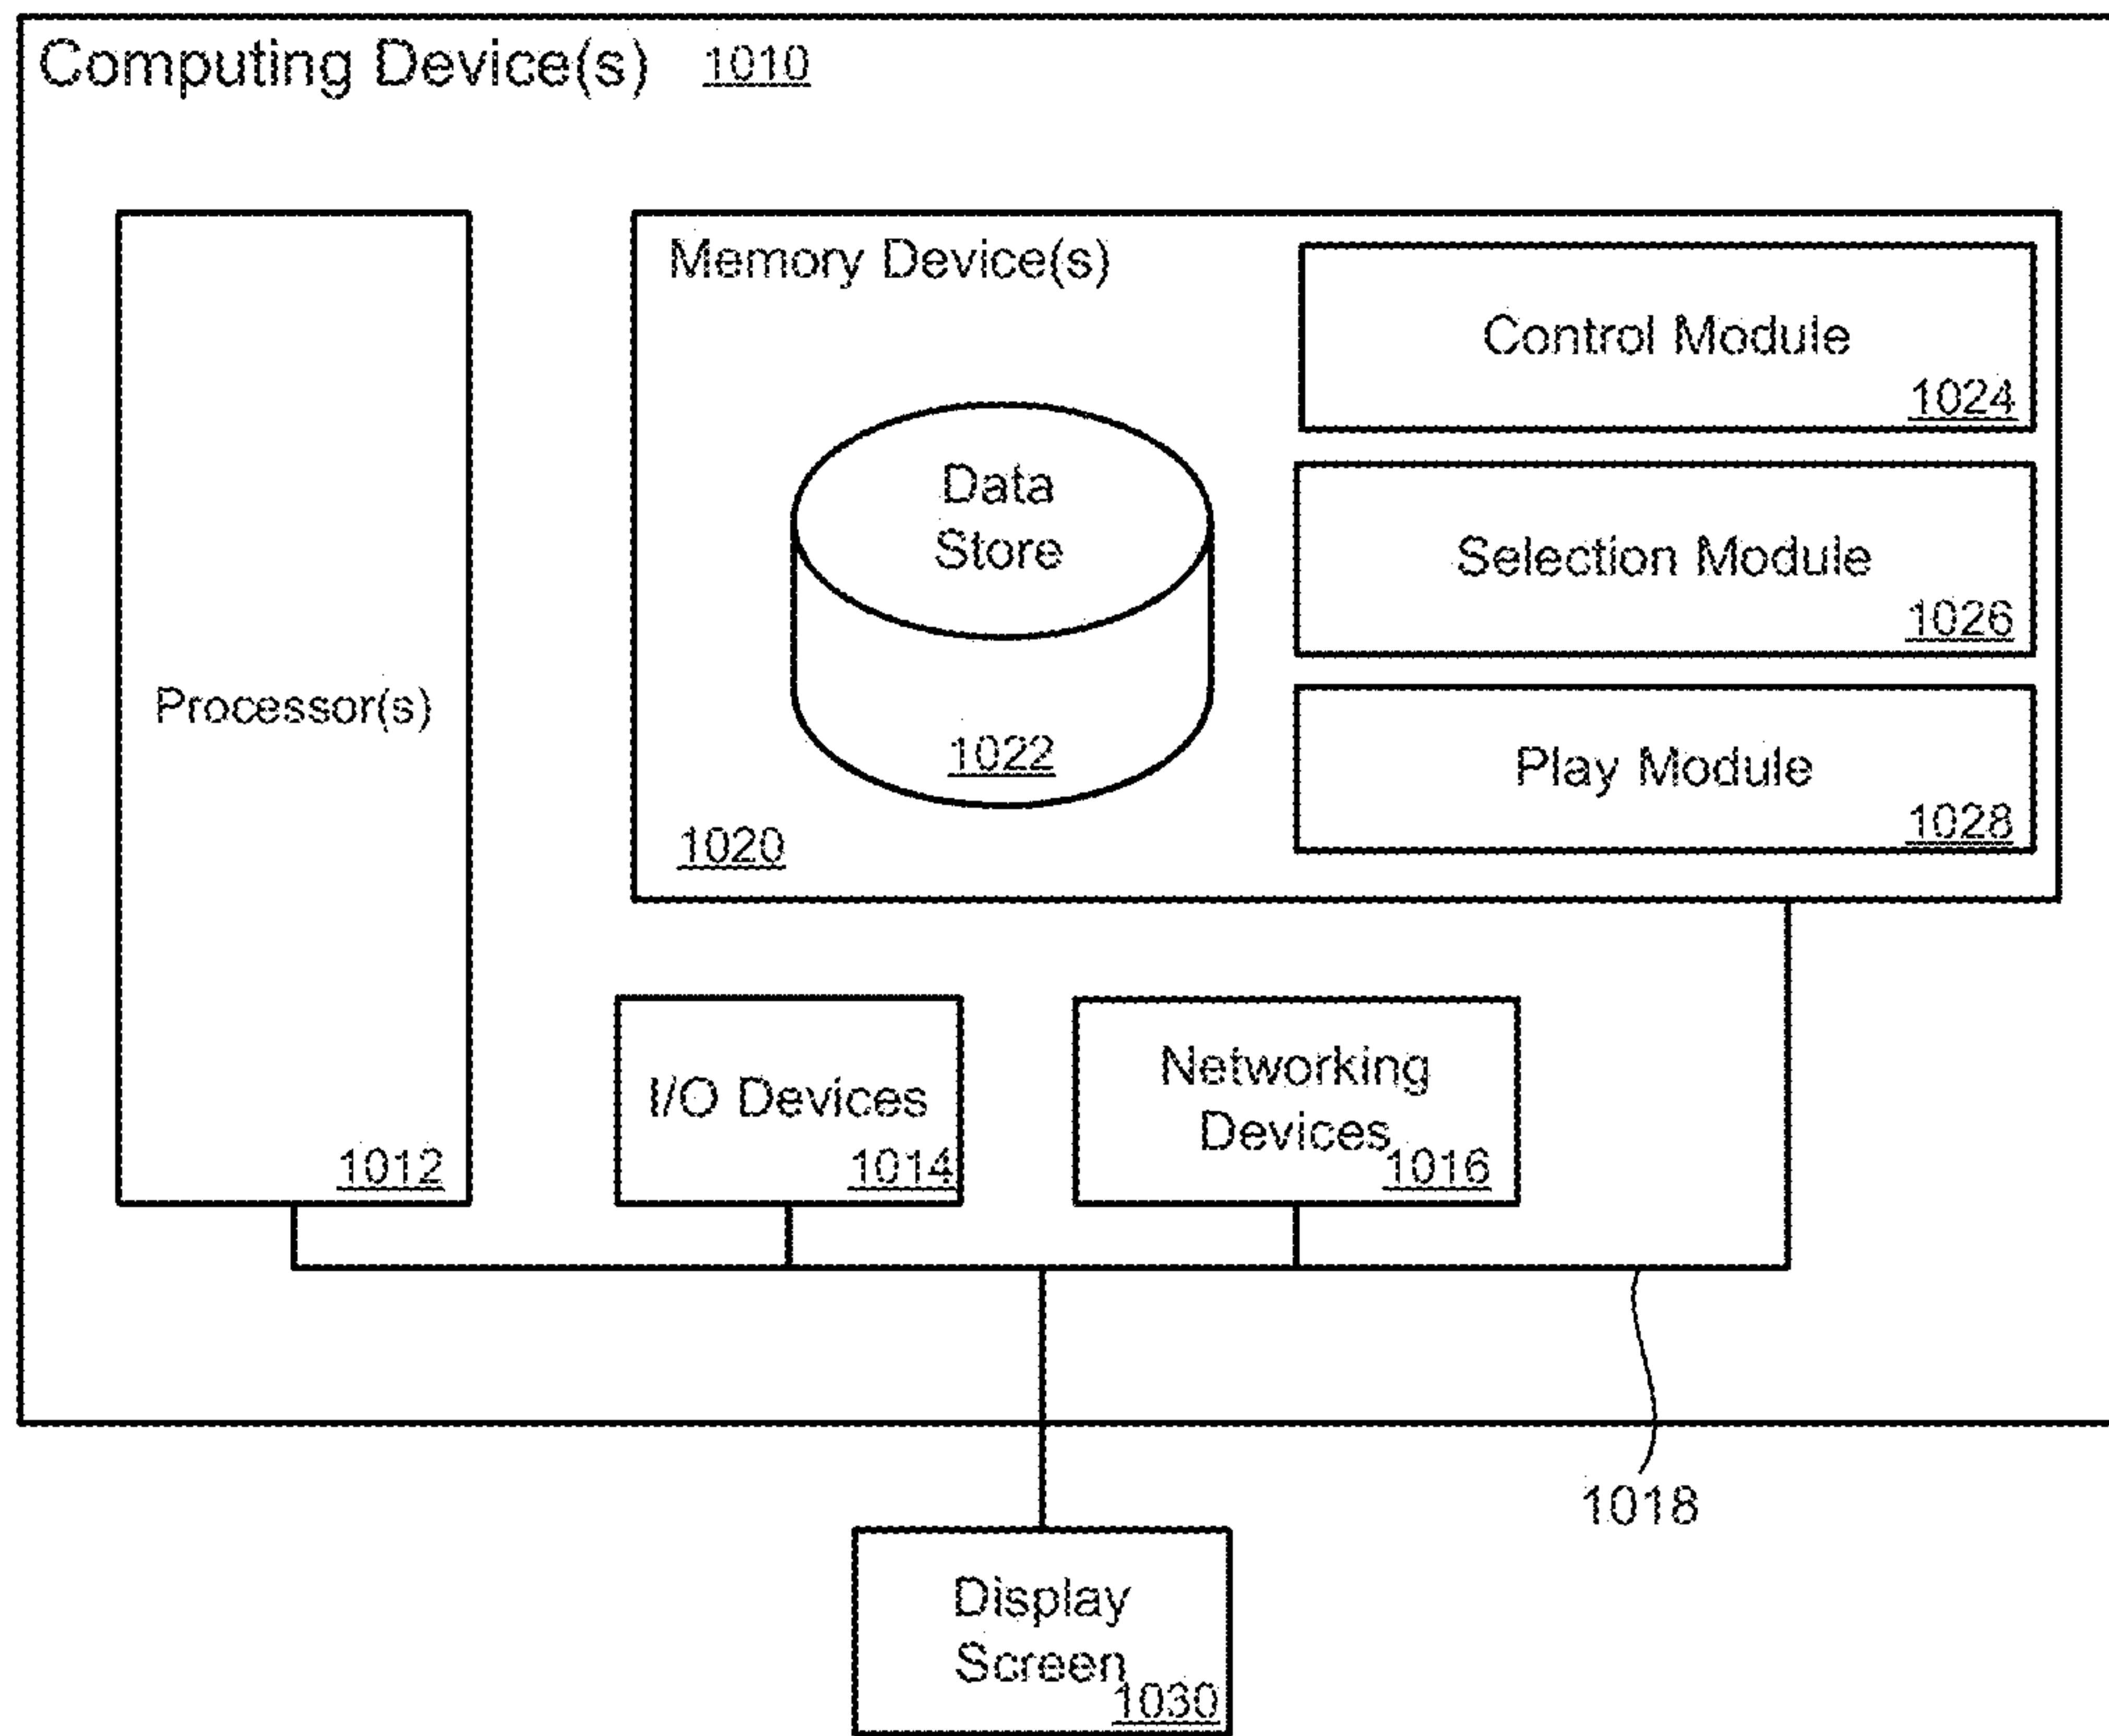 Computing Device(s) 1010
Processor(s)
1012
Memory Device(s)
Data
Store
1022
1020
Control Module
1024
Selection Module
1026
Play Module
1028
I/O Devices
1014
Networking
Devices
1016
1018
Display
Screen
1030